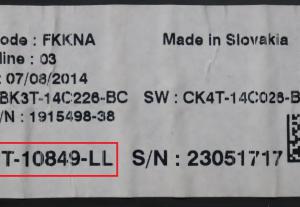 ode : FKKNA Made in Slovakia
line : 03
: 07/08/2014
BK3T-14C226-BC SW : CK4T-14C026-B
/N : 1915498-38
T-10849-LL S/N : 23051717